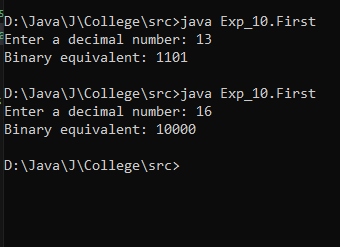 D:\Java\J\College\src>java Exp_10.First
Enter a decimal number: 13
Binary equivalent: 1101
D:\Java\J\College\src>java Exp_10.First
Enter a decimal number: 16
Binary equivalent: 10000
D:\Java\J\College\src>